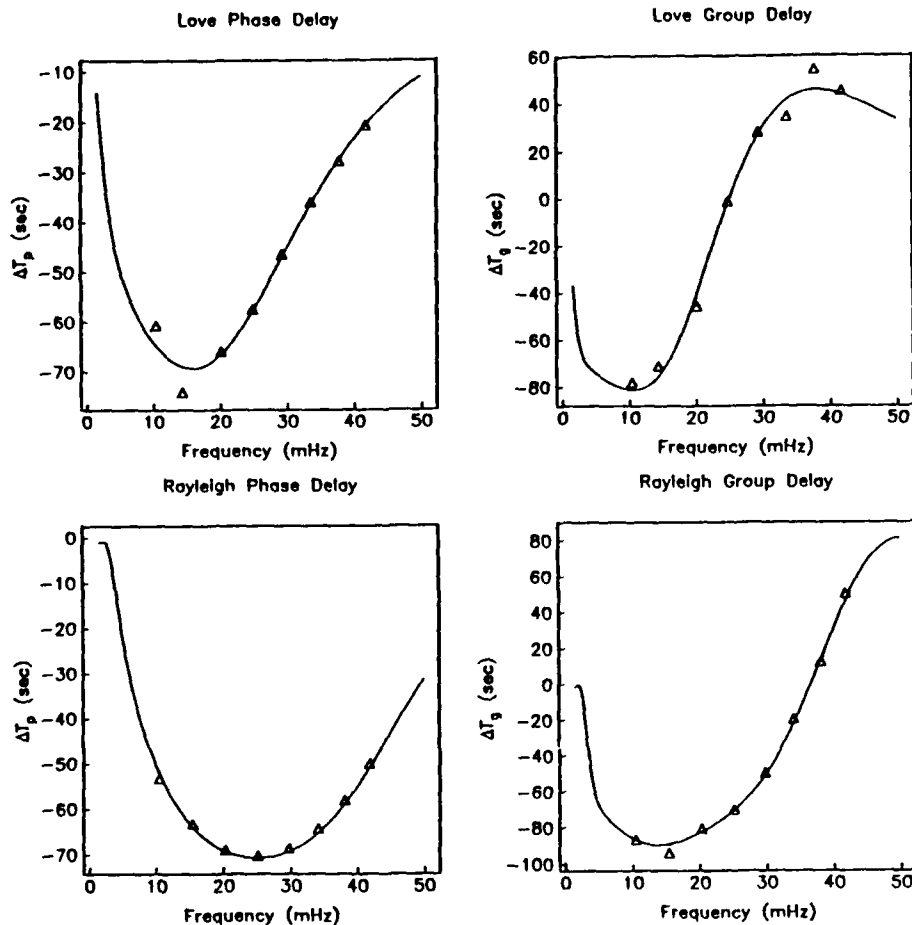 Love Phase Delay
-10
-20
-30
-40
-50
-60
-70
ΔTp (sec)
0 10 20 30 40 50
Frequency (mHz)
Love Group Delay
60
40
20
0
-20
-40
-60
-80
ΔTg (sec)
0 10 20 30 40 50
Frequency (mHz)
Rayleigh Phase Delay
0
-10
-20
-30
-40
-50
-60
-70
ΔTp (sec)
0 10 20 30 40 50
Frequency (mHz)
Rayleigh Group Delay
80
60
40
20
0
-20
-40
-60
-80
-100
ΔTg (sec)
0 10 20 30 40 50
Frequency (mHz)